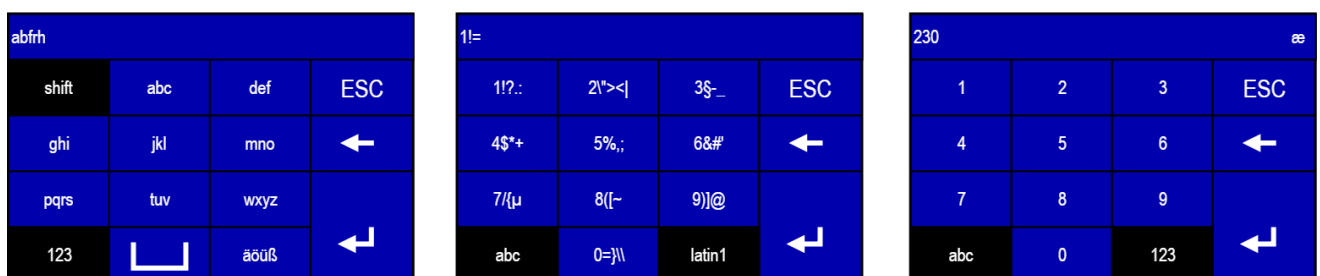 abfrh
shift abc def ESC
ghi jkl mno
pqrs tuv wxyz
123 äöüß
1!=
1!?.: 2\"><| 3§-_ ESC
4$*+ 5%,; 6&#'
7/{µ 8([~ 9)]@
abc 0=}\\ latin1
230 æ
1 2 3 ESC
4 5 6
7 8 9
abc 0 123